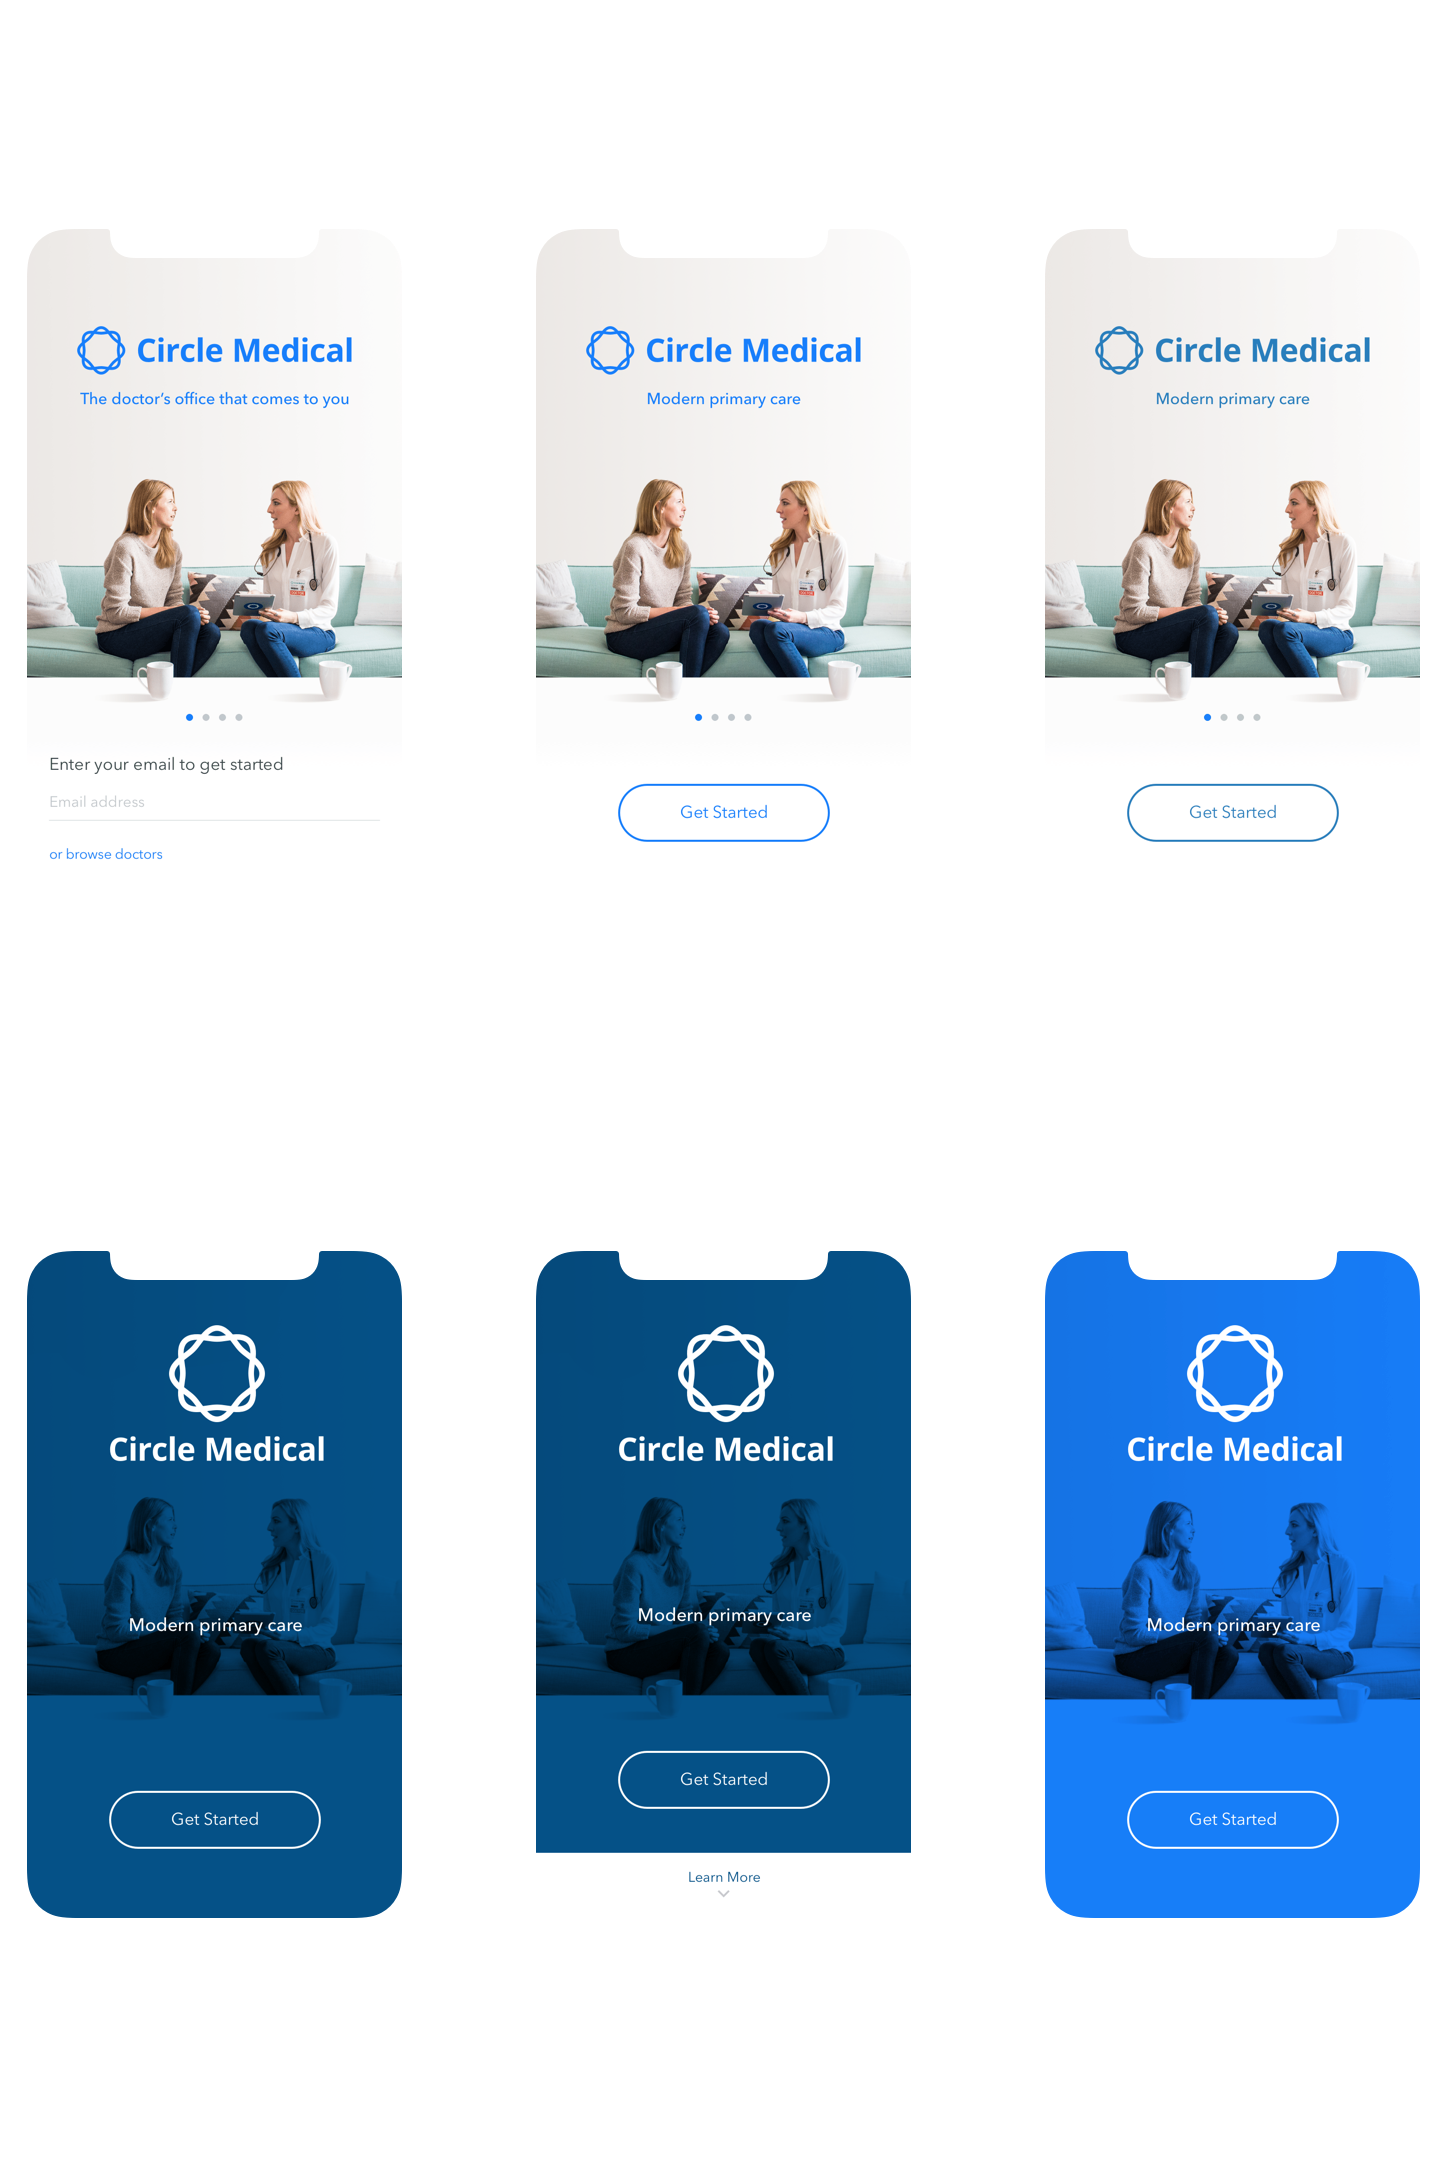 Circle Medical
The doctor’s office that comes to you
Enter your email to get started
Email address
or browse doctors
Circle Medical
Modern primary care
Get Started
Circle Medical
Modern primary care
Get Started
Circle Medical
Modern primary care
Get Started
Circle Medical
Modern primary care
Get Started
Learn More
Circle Medical
Modern primary care
Get Started